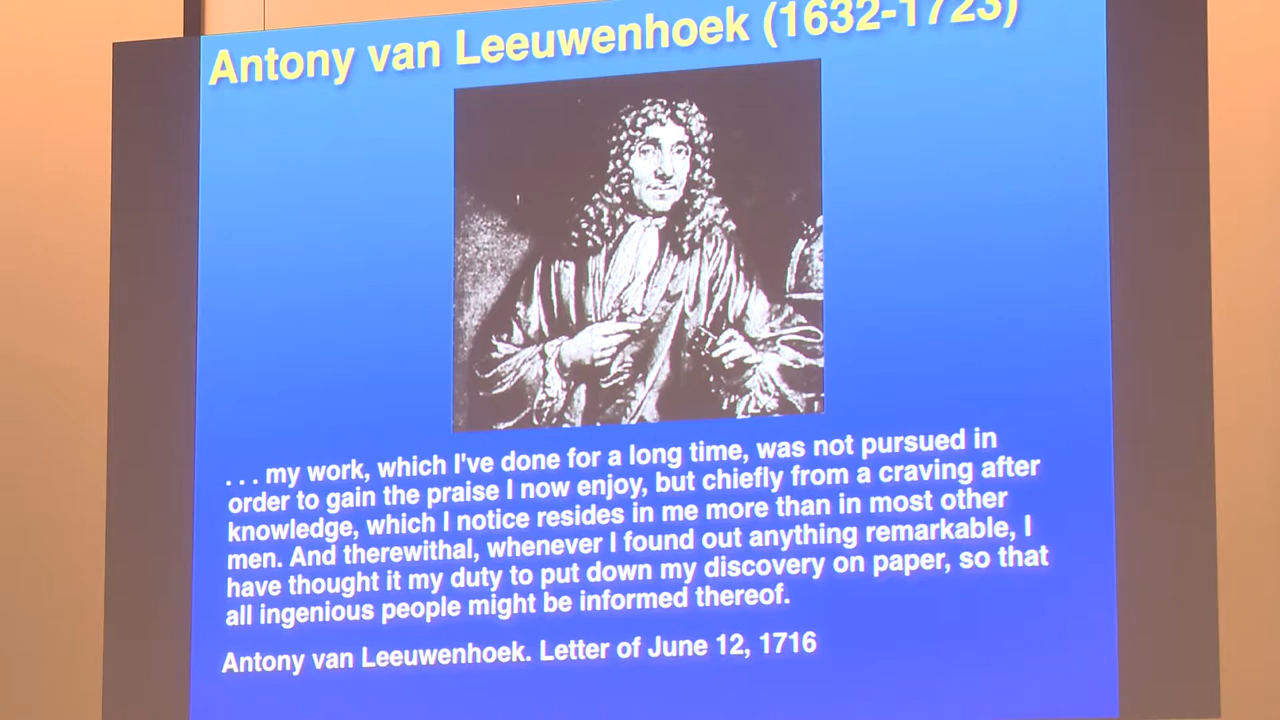 Antony van Leeuwenhoek (1632-1723)
. . . my work, which I've done for a long time, was not pursued in
order to gain the praise I now enjoy, but chiefly from a craving after
knowledge, which I notice resides in me more than in most other
men. And therewithal, whenever I found out anything remarkable, I
have thought it my duty to put down my discovery on paper, so that
all ingenious people might be informed thereof.
Antony van Leeuwenhoek. Letter of June 12, 1716